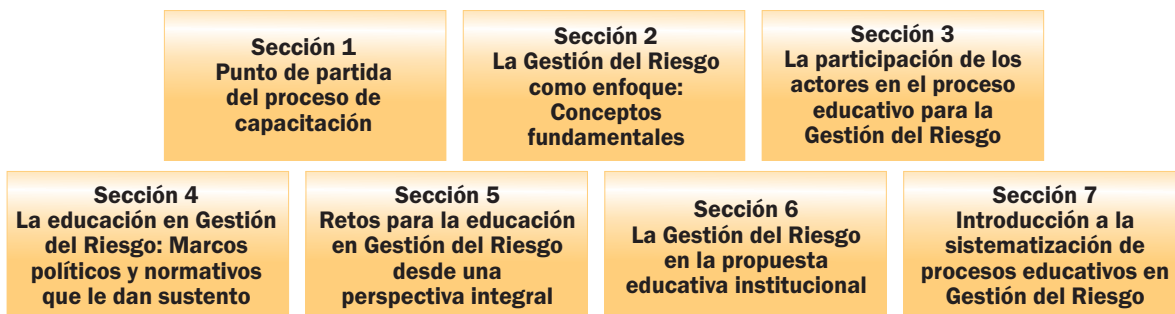 Sección 1
Punto de partida
del proceso de
capacitación
Sección 2
La Gestión del Riesgo
como enfoque:
Conceptos
fundamentales
Sección 3
La participación de los
actores en el proceso
educativo para la
Gestión del Riesgo
Sección 4
La educación en Gestión
del Riesgo: Marcos
políticos y normativos
que le dan sustento
Sección 5
Retos para la educación
en Gestión del Riesgo
desde una
perspectiva integral
Sección 6
La Gestión del Riesgo
en la propuesta
educativa institucional
Sección 7
Introducción a la
sistematización de
procesos educativos en
Gestión del Riesgo